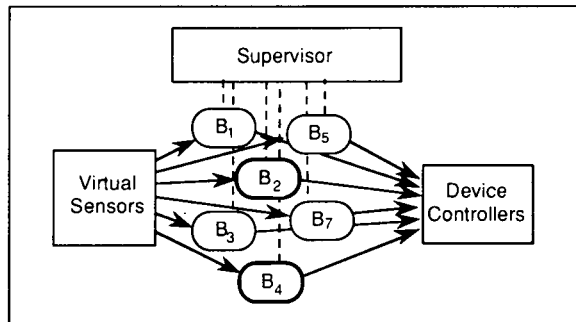 Supervisor
B1
B5
Virtual
Sensors
B2
Device
Controllers
B3
B7
B4